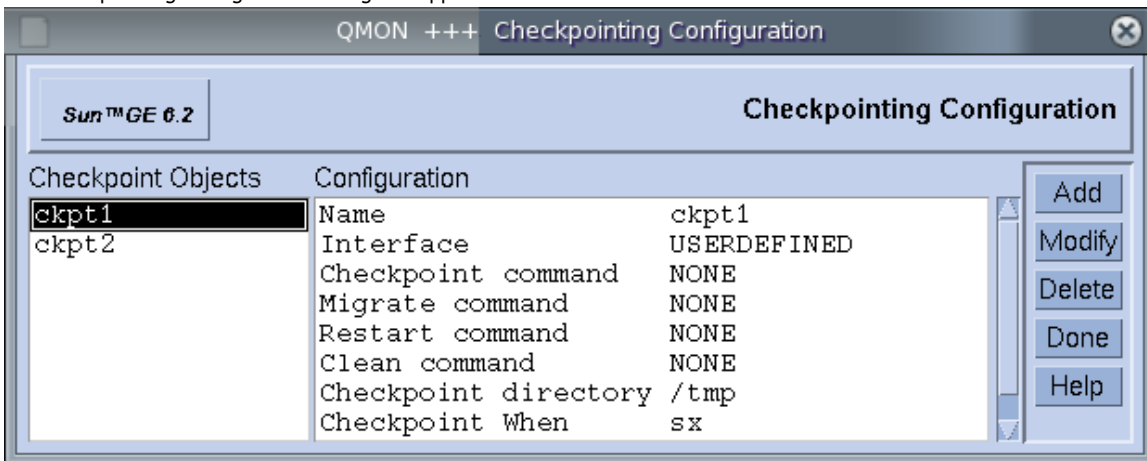 QMON +++ Checkpointing Configuration
Sun™GE 6.2
Checkpointing Configuration
Checkpoint Objects
ckpt1
ckpt2
Configuration
Name ckpt1
Interface USERDEFINED
Checkpoint command NONE
Migrate command NONE
Restart command NONE
Clean command NONE
Checkpoint directory /tmp
Checkpoint When sx
Add
Modify
Delete
Done
Help